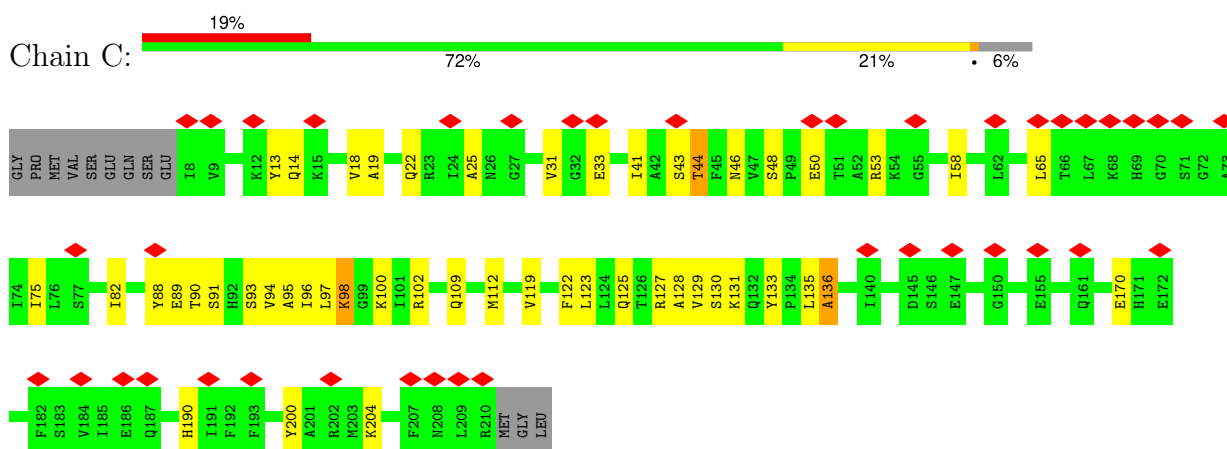 19%
Chain C:
72% 21% • 6%
GLY PRO MET VAL SER GLU GLU GLN SER GLU I8 V9 K12 Y13 Q14 K15 V18 A19 Q22 R23 I24 A25 N26 G27 V31 G32 E33 I41 A42 S43 T44 F45 N46 V47 S48 P49 E50 T51 A52 R53 K54 G55 I58 L62 L65 T66 L67 K68 H69 G70 S71 G72 A73
I74 I75 L76 S77 I82 Y88 E89 T90 S91 H92 S93 V94 A95 I96 L97 K98 G99 K100 I101 R102 Q109 M112 V119 F122 L123 L124 Q125 T126 R127 A128 V129 S130 K131 Q132 Y133 P134 L135 A136 I140 D145 S146 E147 G150 E155 Q161 E170 H171 E172
F182 S183 V184 I185 E186 Q187 H190 I191 F192 F193 Y200 A201 R202 M203 K204 F207 N208 L209 R210 MET GLY LEU